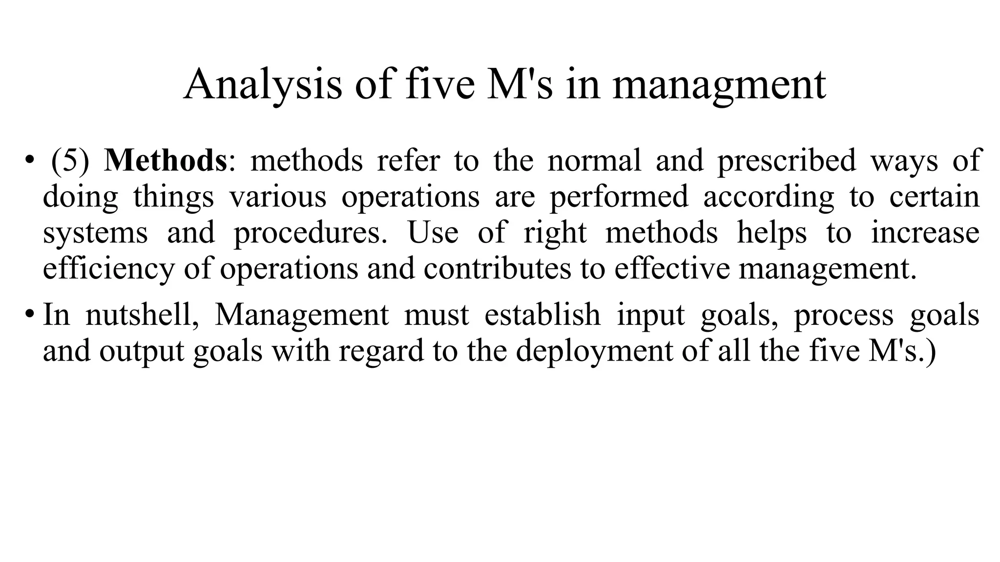 Analysis of five M's in managment
• (5) Methods: methods refer to the normal and prescribed ways of
doing things various operations are performed according to certain
systems and procedures. Use of right methods helps to increase
efficiency of operations and contributes to effective management.
• In nutshell, Management must establish input goals, process goals
and output goals with regard to the deployment of all the five M's.)